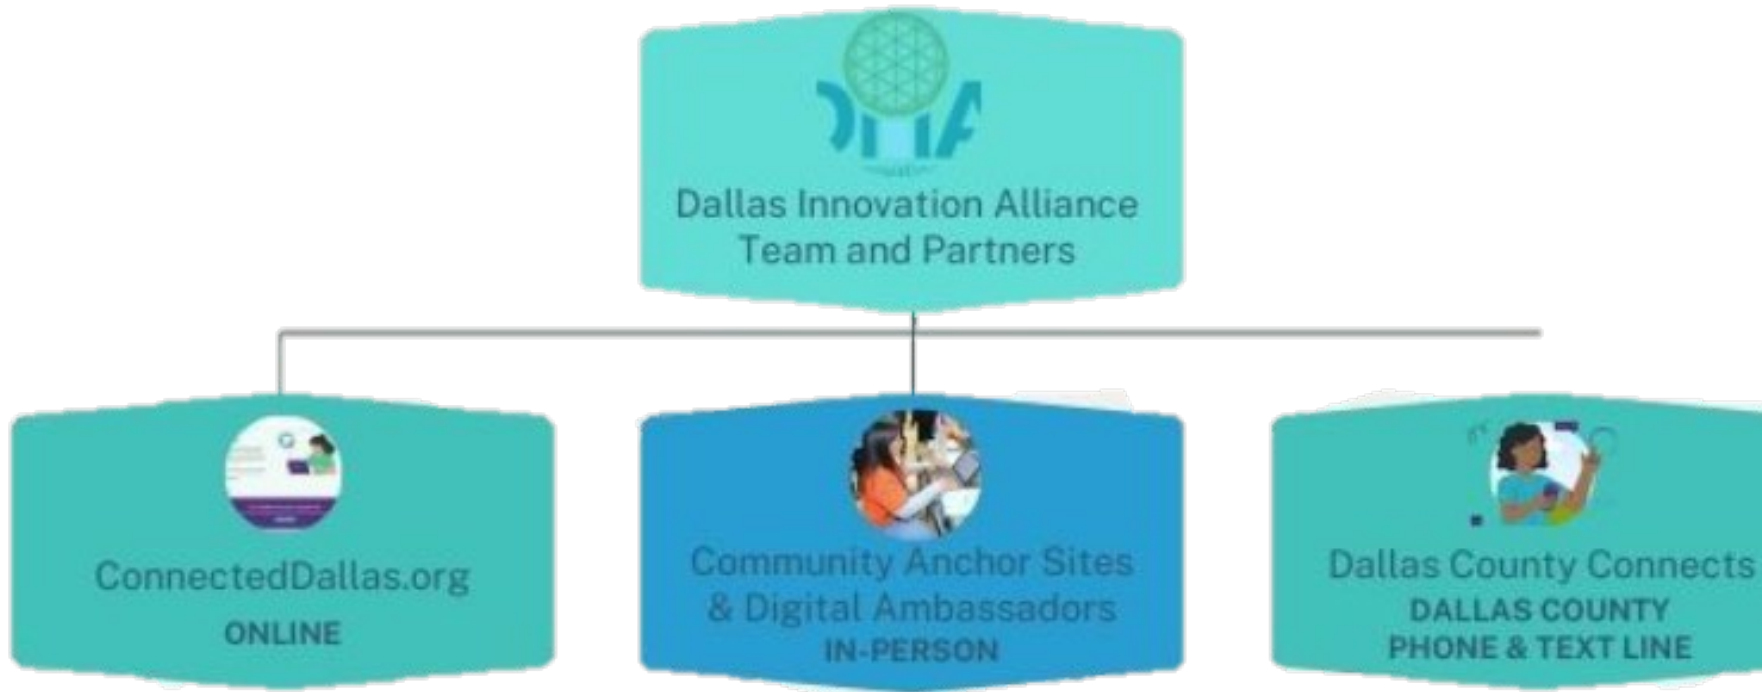 Dallas Innovation Alliance
Team and Partners
ConnectedDallas.org
ONLINE
Community Anchor Sites
& Digital Ambassadors
IN-PERSON
Dallas County Connects
DALLAS COUNTY
PHONE & TEXT LINE